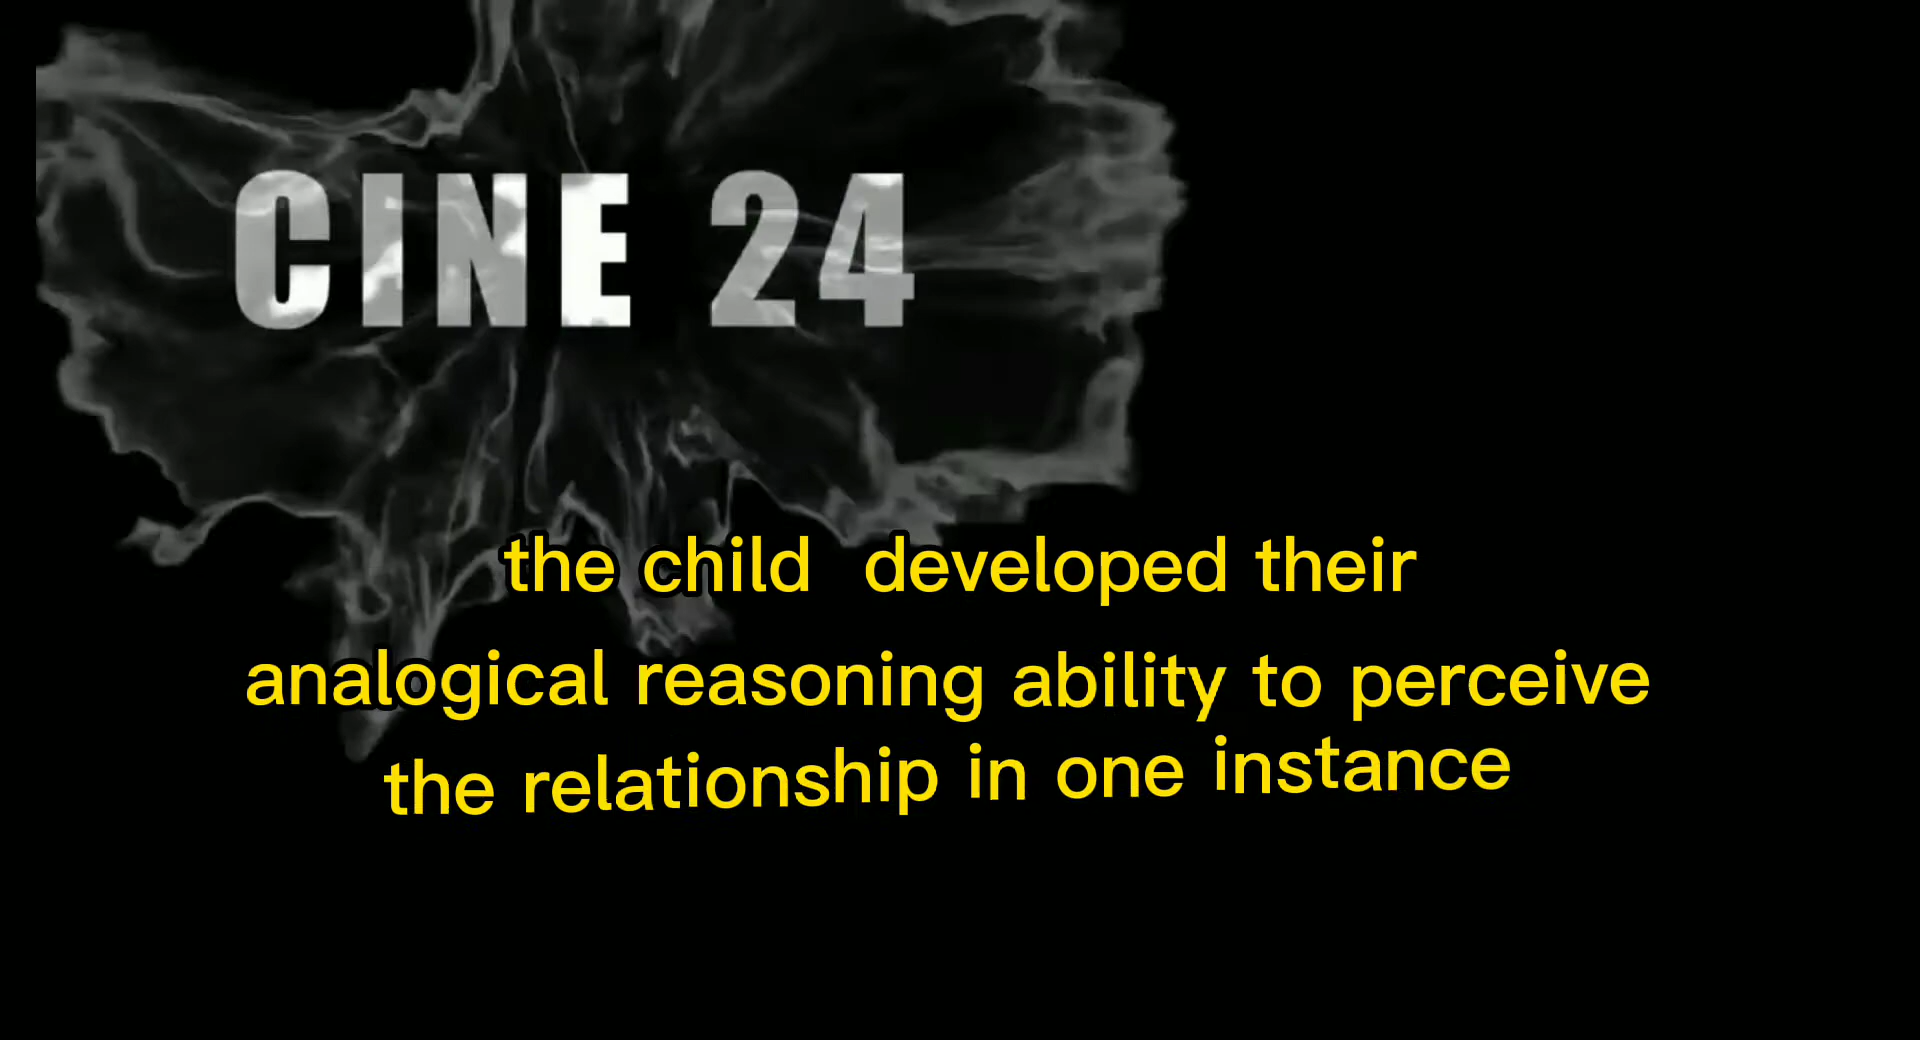 CINE 24
the child developed their
analogical reasoning ability to perceive
the relationship in one instance